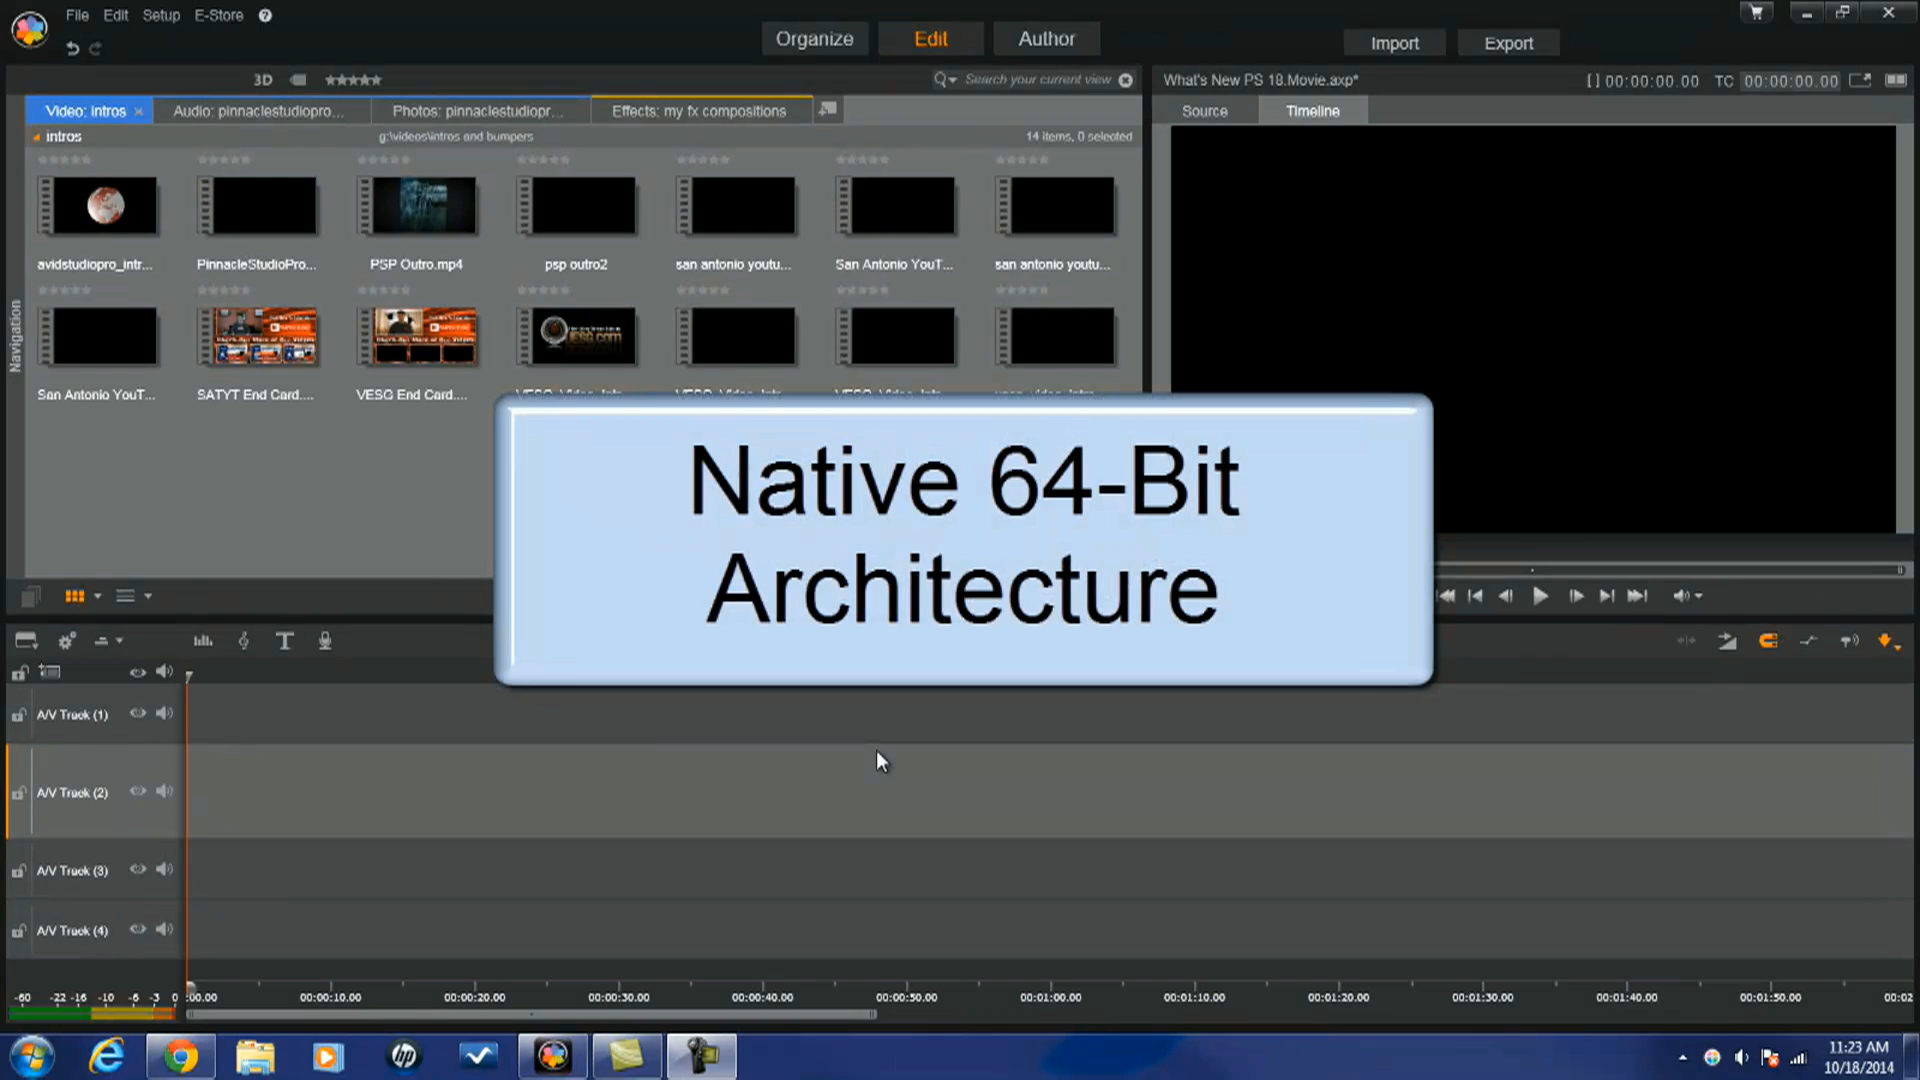 File Edit Setup E-Store ?
Organize Edit Author
Import Export
3D
Search your current view
What's New PS 18.Movie.axp*
[ ] 00:00:00.00 TC 00:00:00.00
Video: intros
Audio: pinnaclestudiopro...
Photos: pinnaclestudiopr...
Effects: my fx compositions
Source Timeline
intros
g:\videos\intros and bumpers
14 items, 0 selected
Navigation
avidstudiopro_intr...
PinnacleStudioPro...
PSP Outro.mp4
psp outro2
san antonio youtu...
San Antonio YouT...
san antonio youtu...
San Antonio YouT...
SATYT End Card....
VESG End Card....
Native 64-Bit
Architecture
A/V Track (1)
A/V Track (2)
A/V Track (3)
A/V Track (4)
-60 -22 -16 -10 -6 -3 0
:00.00 00:00:10.00 00:00:20.00 00:00:30.00 00:00:40.00 00:00:50.00 00:01:00.00 00:01:10.00 00:01:20.00 00:01:30.00 00:01:40.00 00:01:50.00 00:02
hp
11:23 AM
10/18/2014